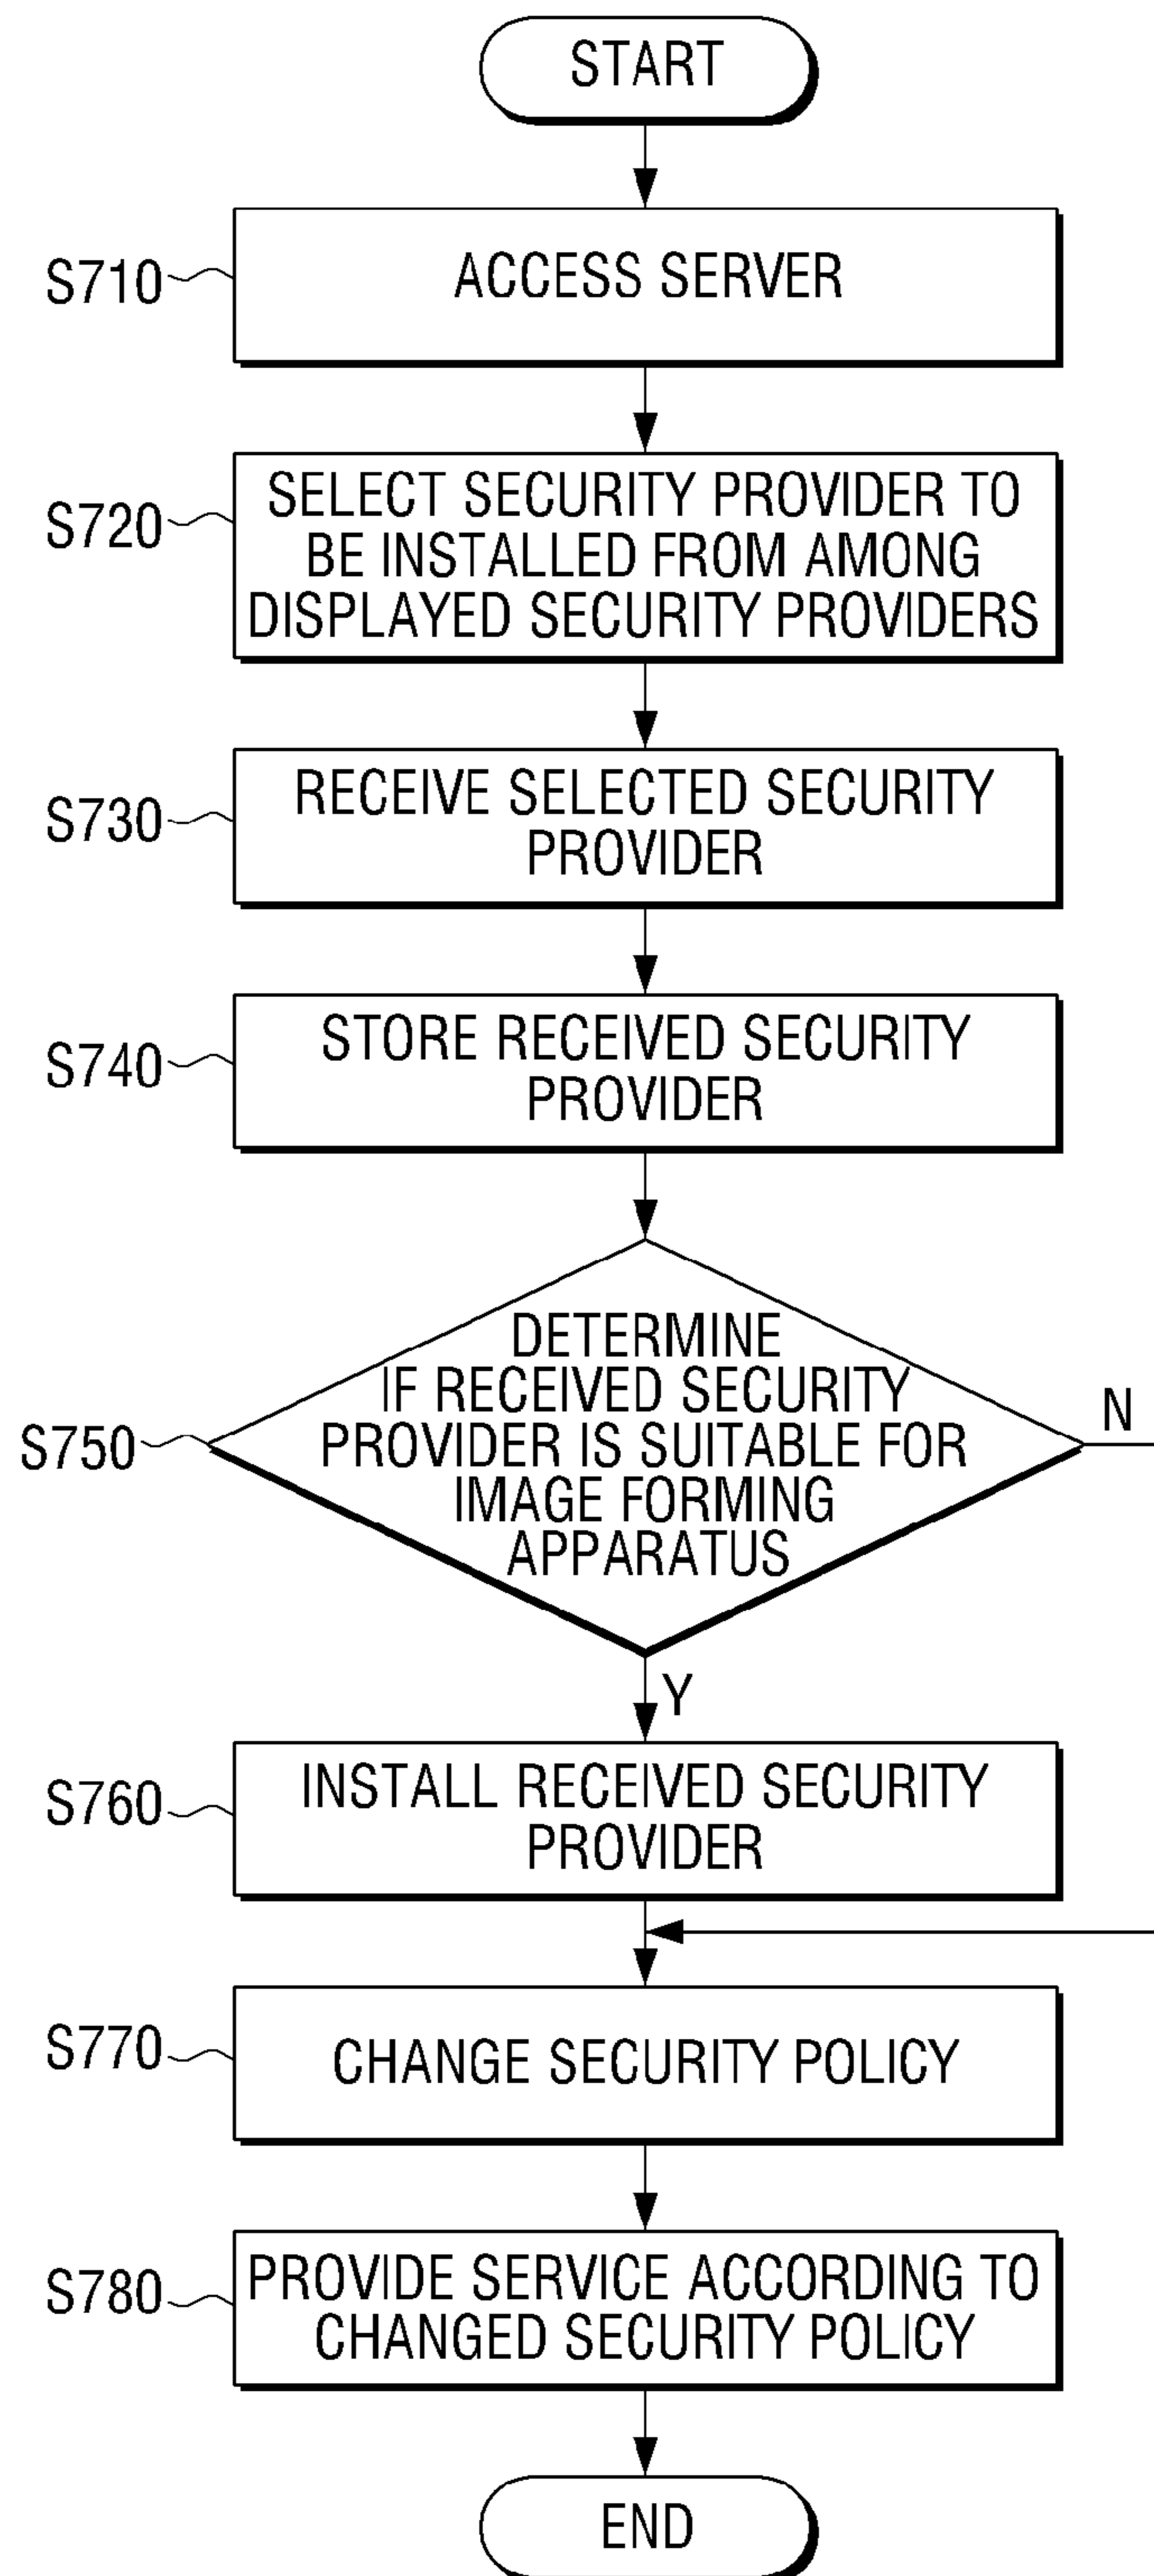 START
S710
ACCESS SERVER
S720
SELECT SECURITY PROVIDER TO
BE INSTALLED FROM AMONG
DISPLAYED SECURITY PROVIDERS
S730
RECEIVE SELECTED SECURITY
PROVIDER
S740
STORE RECEIVED SECURITY
PROVIDER
S750
DETERMINE
IF RECEIVED SECURITY
PROVIDER IS SUITABLE FOR
IMAGE FORMING
APPARATUS
N
Y
S760
INSTALL RECEIVED SECURITY
PROVIDER
S770
CHANGE SECURITY POLICY
S780
PROVIDE SERVICE ACCORDING TO
CHANGED SECURITY POLICY
END